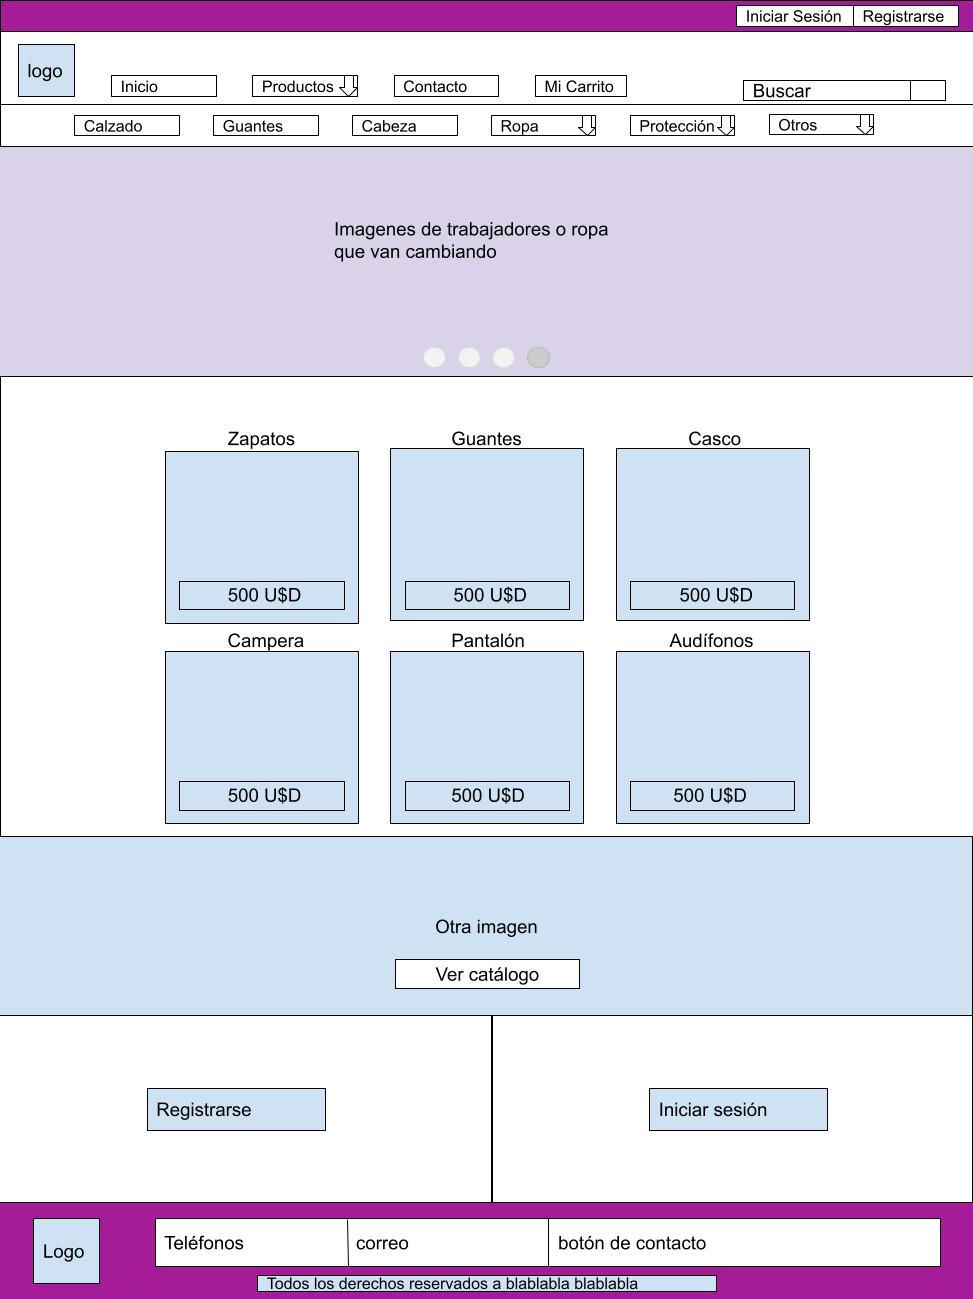 Iniciar Sesión
Registrarse
logo
Inicio
Productos
Contacto
Mi Carrito
Buscar
Calzado
Guantes
Cabeza
Ropa
Protección
Otros
Imagenes de trabajadores o ropa
que van cambiando
Zapatos
Guantes
Casco
500 U$D
500 U$D
500 U$D
Campera
Pantalón
Audífonos
500 U$D
500 U$D
500 U$D
Otra imagen
Ver catálogo
Registrarse
Iniciar sesión
Logo
Teléfonos
correo
botón de contacto
Todos los derechos reservados a blablabla blablabla